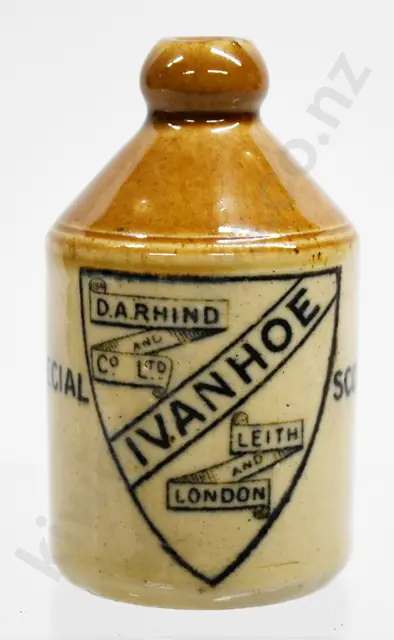 D.A.RHIND
AND
Co LTD
IVANHOE
LEITH
AND
LONDON